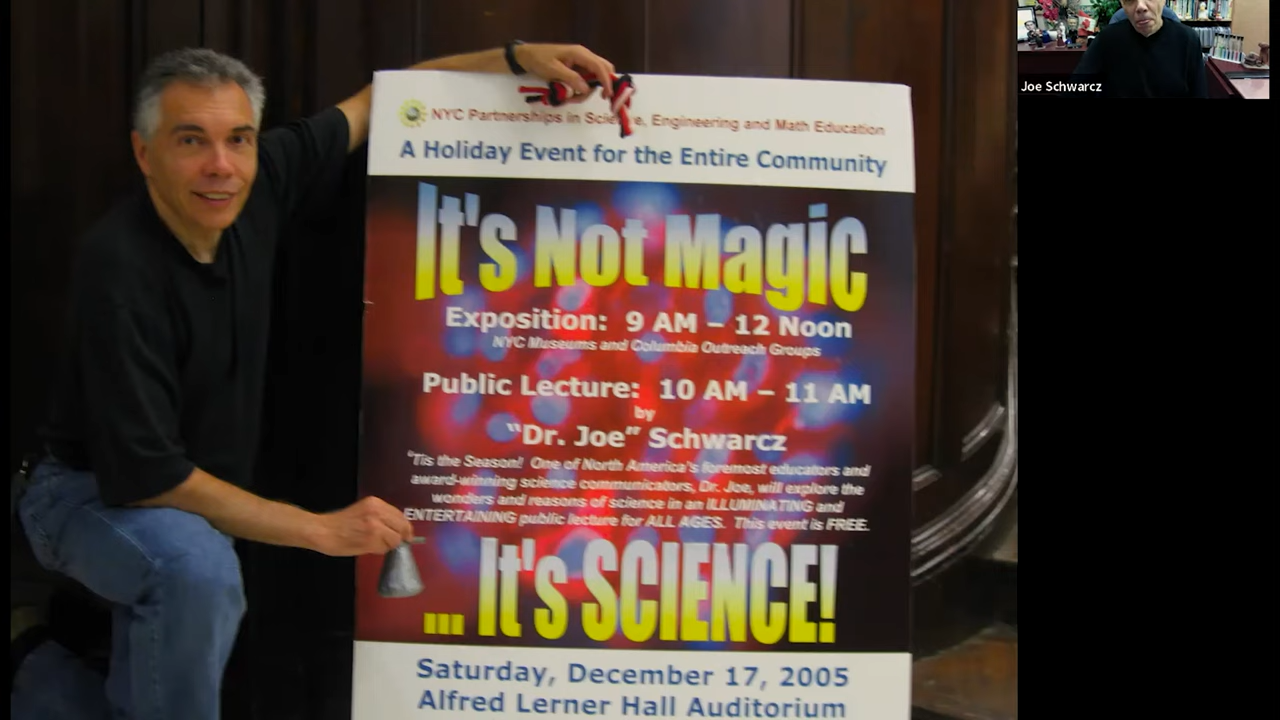 NYC Partnerships in Science, Engineering and Math Education
A Holiday Event for the Entire Community
It's Not Magic
Exposition: 9 AM – 12 Noon
NYC Museums and Columbia Outreach Groups
Public Lecture: 10 AM – 11 AM
by
"Dr. Joe" Schwarcz
'Tis the Season! One of North America's foremost educators and
award-winning science communicators, Dr. Joe, will explore the
wonders and reasons of science in an ILLUMINATING and
ENTERTAINING public lecture for ALL AGES. This event is FREE.
... It's SCIENCE!
Saturday, December 17, 2005
Alfred Lerner Hall Auditorium
Joe Schwarcz